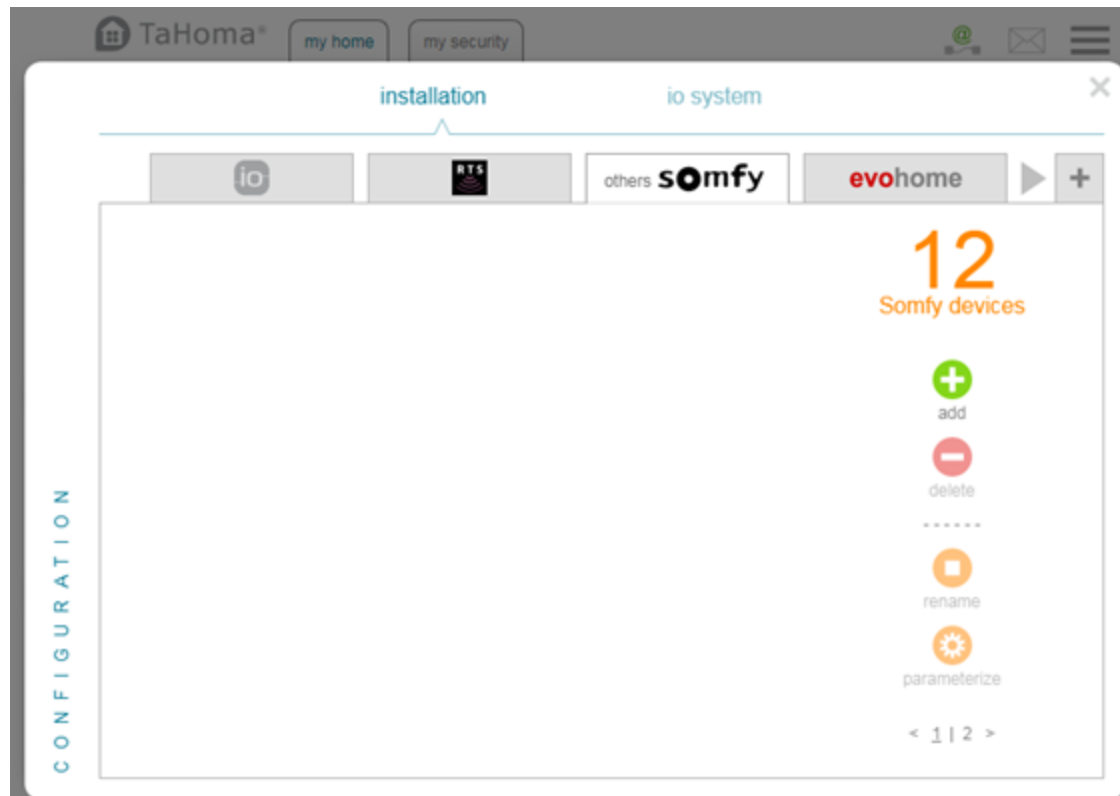 TaHoma®
my home
my security
@
installation
io system
io
RTS
others somfy
evohome
12
Somfy devices
add
delete
rename
parameterize
< 1 | 2 >
CONFIGURATION